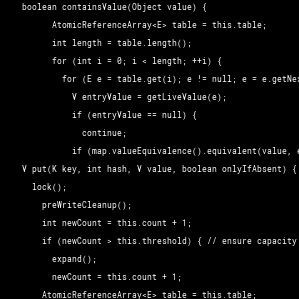 boolean containsValue(Object value) {
AtomicReferenceArray<E> table = this.table;
int length = table.length();
for (int i = 0; i < length; ++i) {
for (E e = table.get(i); e != null; e = e.getNe
V entryValue = getLiveValue(e);
if (entryValue == null) {
continue;
if (map.valueEquivalence().equivalent(value, e
V put(K key, int hash, V value, boolean onlyIfAbsent) {
lock();
preWriteCleanup();
int newCount = this.count + 1;
if (newCount > this.threshold) { // ensure capacity
expand();
newCount = this.count + 1;
AtomicReferenceArray<E> table = this.table;